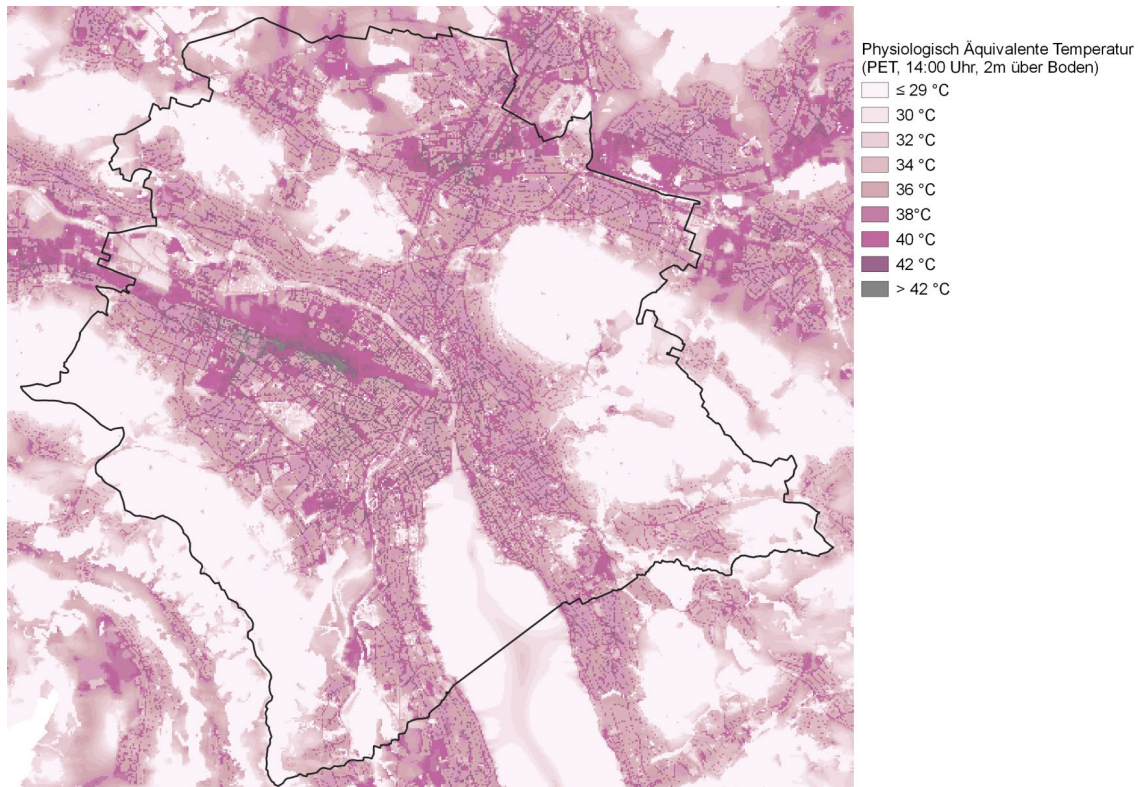 Physiologisch Äquivalente Temperatur
(PET, 14:00 Uhr, 2m über Boden)
≤ 29 °C
30 °C
32 °C
34 °C
36 °C
38°C
40 °C
42 °C
> 42 °C